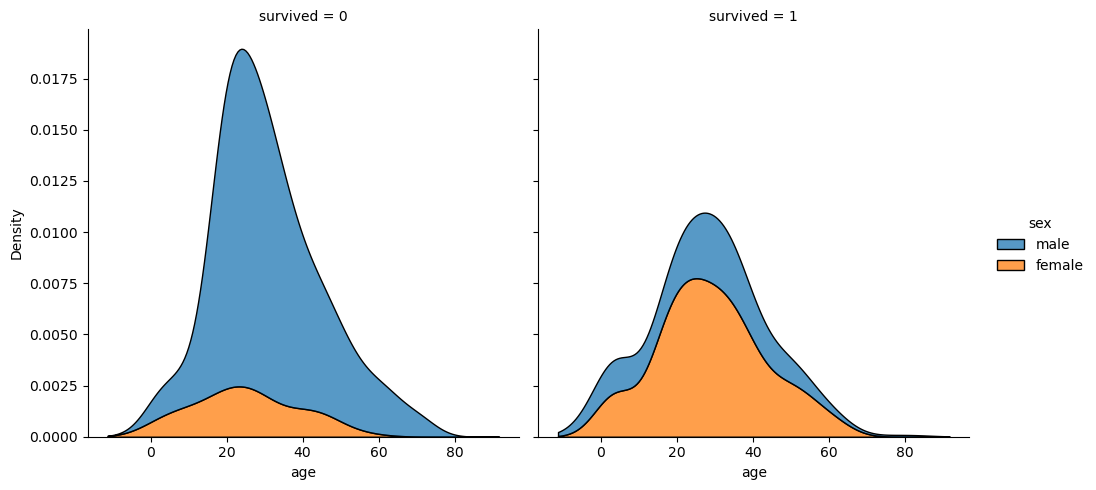 survived = 0
survived = 1
Density
0.0175
0.0150
0.0125
0.0100
0.0075
0.0050
0.0025
0.0000
0 20 40 60 80
age
0 20 40 60 80
age
sex
male
female